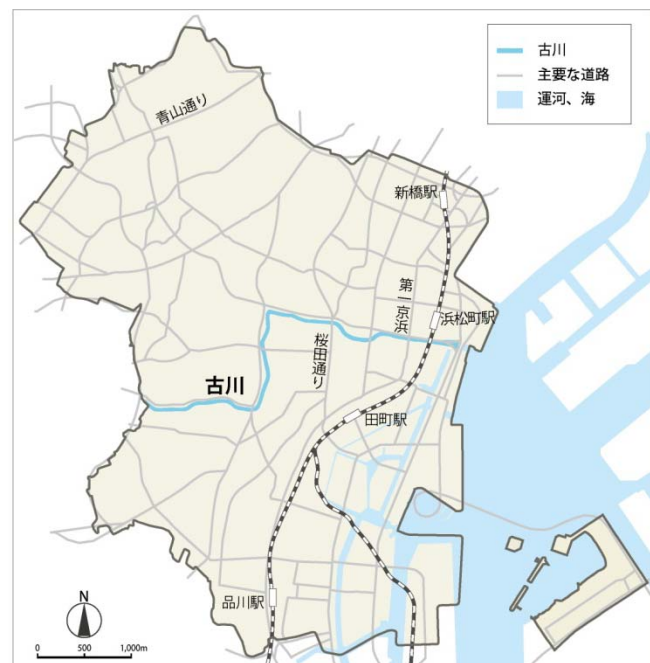 古川
主要な道路
運河、海
青山通り
新橋駅
第一京浜
浜松町駅
桜田通り
古川
田町駅
品川駅
N
0 500 1,000m